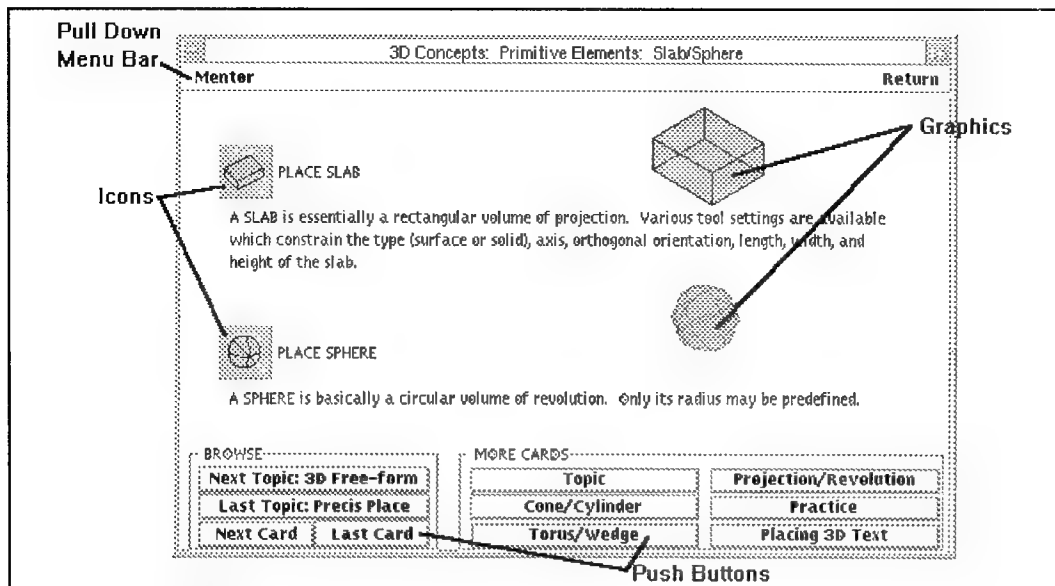 Pull Down
Menu Bar
3D Concepts: Primitive Elements: Slab/Sphere
Mentor
Return
Graphics
Icons
PLACE SLAB
A SLAB is essentially a rectangular volume of projection. Various tool settings are available
which constrain the type (surface or solid), axis, orthogonal orientation, length, width, and
height of the slab.
PLACE SPHERE
A SPHERE is basically a circular volume of revolution. Only its radius may be predefined.
BROWSE
Next Topic: 3D Free-form
Last Topic: Precis Place
Next Card
Last Card
MORE CARDS
Topic
Projection/Revolution
Cone/Cylinder
Practice
Torus/Wedge
Placing 3D Text
Push Buttons